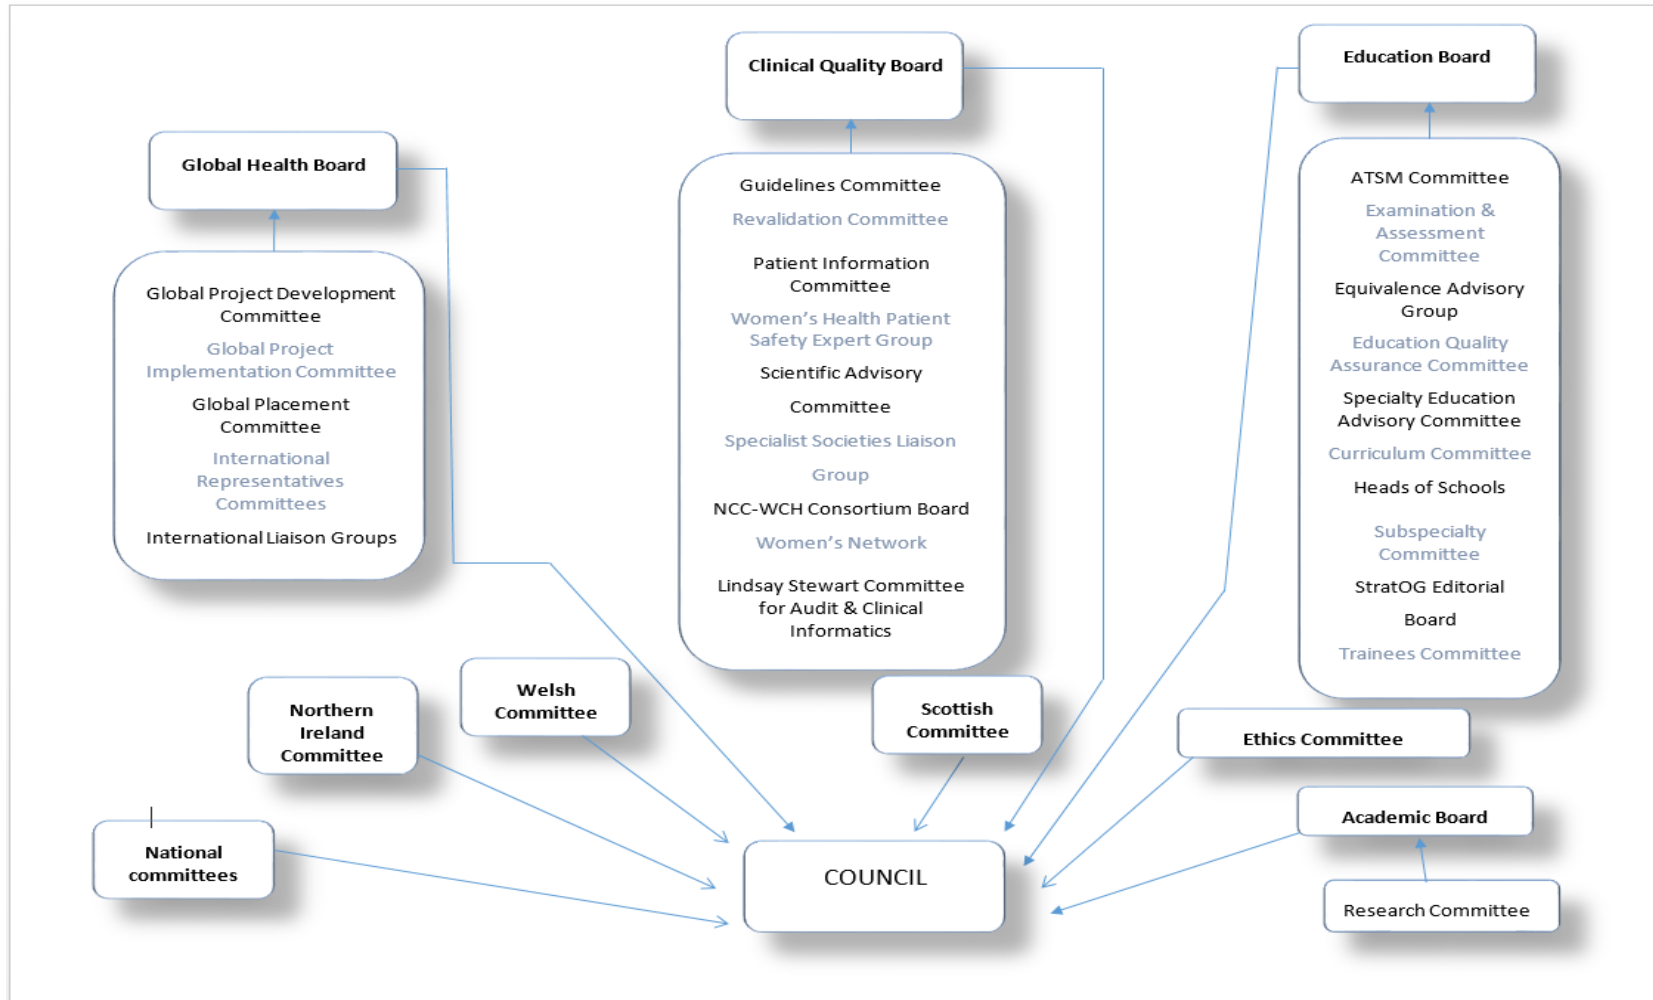 Clinical Quality Board
Education Board
Global Health Board
Global Project Development
Committee
Global Project
Implementation Committee
Global Placement
Committee
International
Representatives
Committees
International Liaison Groups
Guidelines Committee
Revalidation Committee
Patient Information
Committee
Women’s Health Patient
Safety Expert Group
Scientific Advisory
Committee
Specialist Societies Liaison
Group
NCC-WCH Consortium Board
Women’s Network
Lindsay Stewart Committee
for Audit & Clinical
Informatics
ATSM Committee
Examination &
Assessment
Committee
Equivalence Advisory
Group
Education Quality
Assurance Committee
Specialty Education
Advisory Committee
Curriculum Committee
Heads of Schools
Subspecialty
Committee
StratOG Editorial
Board
Trainees Committee
Northern
Ireland
Committee
Welsh
Committee
Scottish
Committee
Ethics Committee
National
committees
COUNCIL
Academic Board
Research Committee